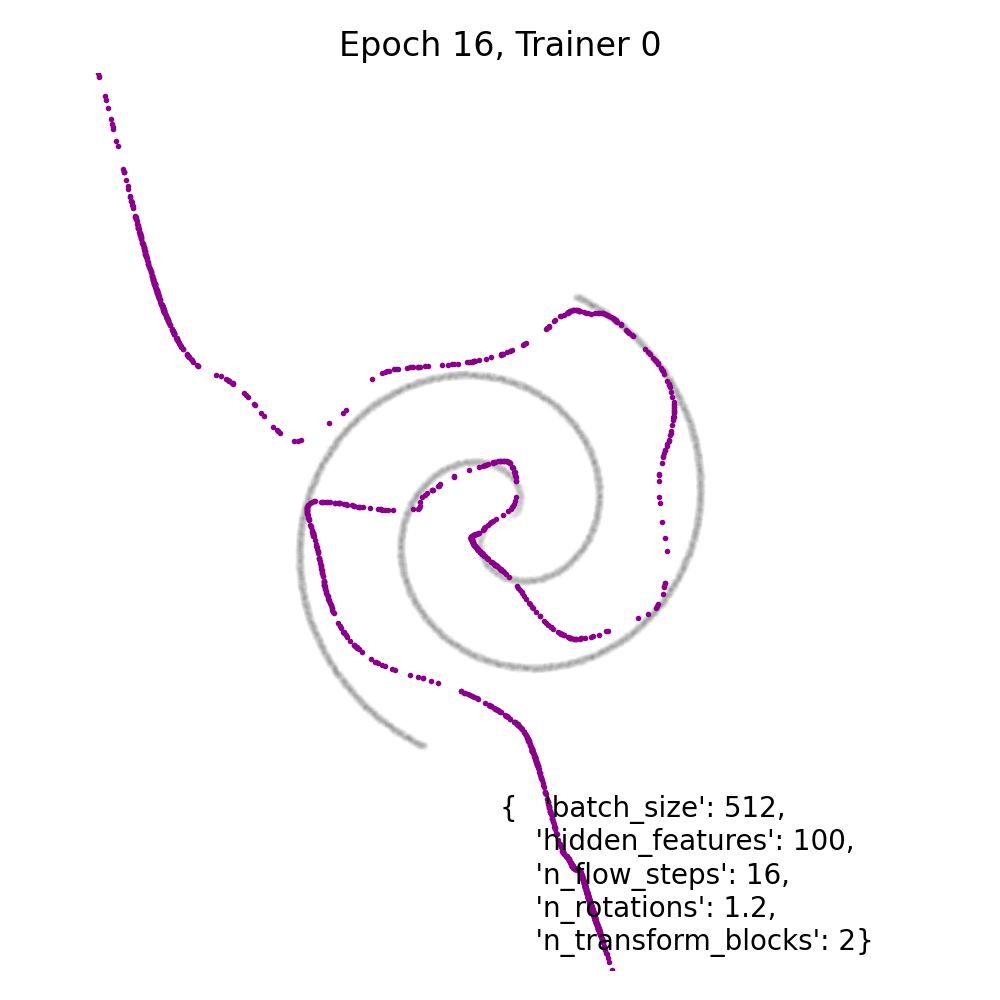 Epoch 16, Trainer 0
{   'batch_size': 512,
'hidden_features': 100,
'n_flow_steps': 16,
'n_rotations': 1.2,
'n_transform_blocks': 2}